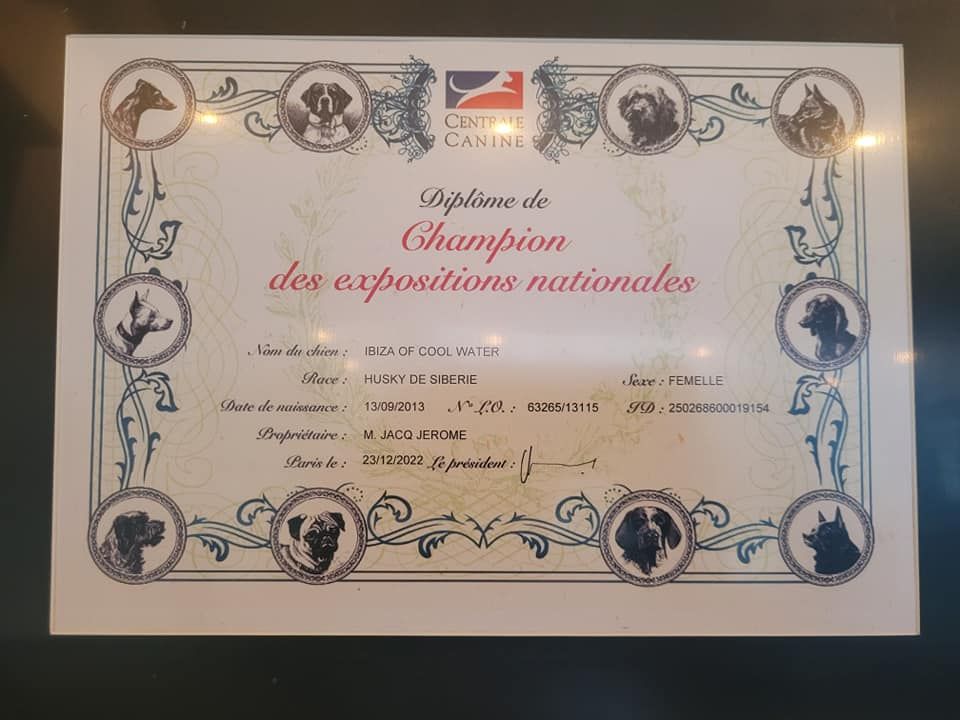 CENTRALE
CANINE
Diplôme de
Champion
des expositions nationales
Nom du chien : IBIZA OF COOL WATER
Race : HUSKY DE SIBERIE Sexe : FEMELLE
Date de naissance : 13/09/2013 N° L.O. : 63265/13115 ID : 250268600019154
Propriétaire : M. JACQ JEROME
Paris le : 23/12/2022 Le président :